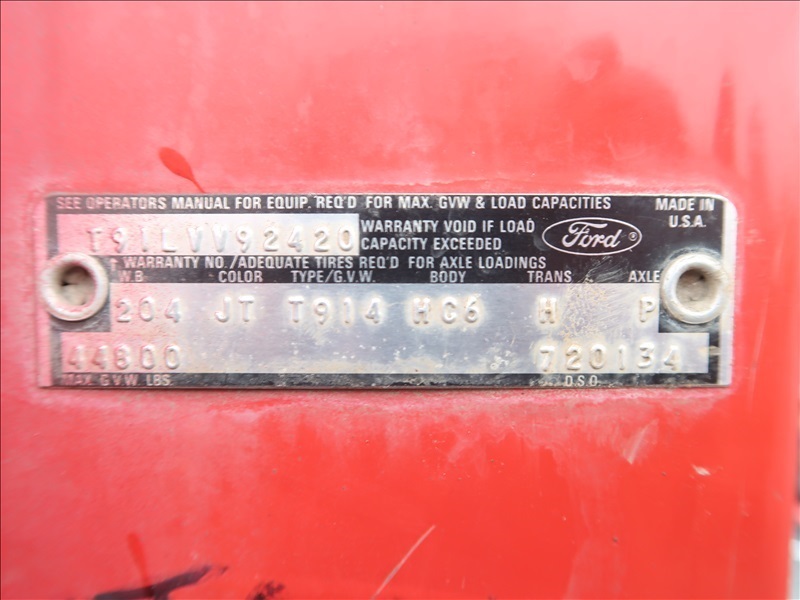 SEE OPERATORS MANUAL FOR EQUIP. REQ'D FOR MAX. GVW & LOAD CAPACITIES
MADE IN U.S.A.
T91LVV92420
WARRANTY VOID IF LOAD CAPACITY EXCEEDED
Ford ®
WARRANTY NO./ADEQUATE TIRES REQ'D FOR AXLE LOADINGS
W.B. COLOR TYPE/G.V.W. BODY TRANS. AXLE
204 JT T914 HC6 H P
44800 720134
MAX. G.V.W. LBS. D.S.O.